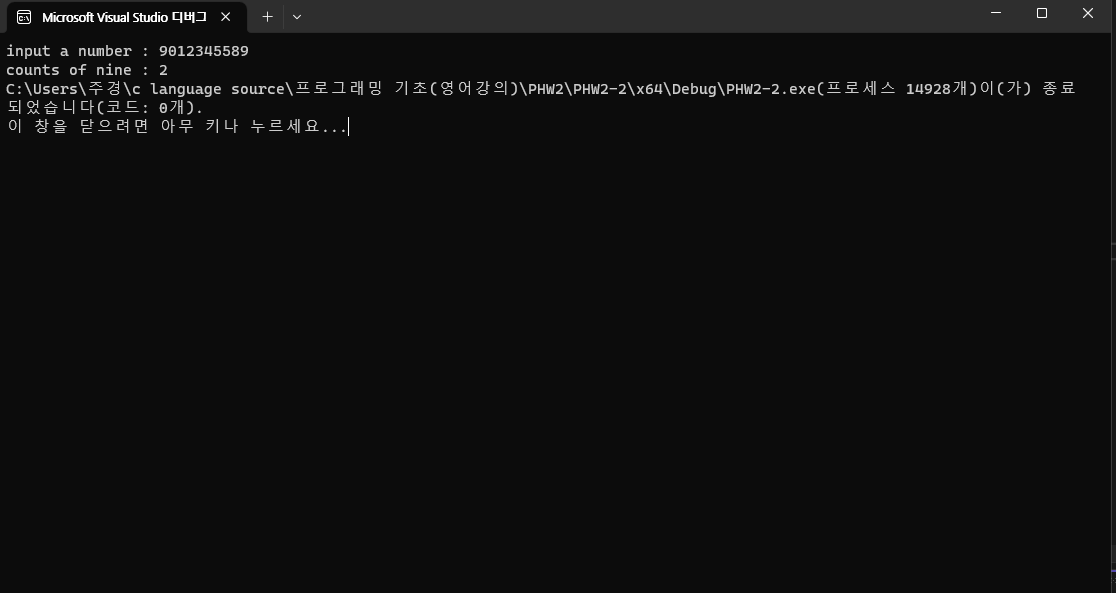 Microsoft Visual Studio 디버그
input a number : 9012345589
counts of nine : 2
C:\Users\주경\c language source\프로그래밍 기초(영어강의)\PHW2\PHW2-2\x64\Debug\PHW2-2.exe(프로세스 14928개)이(가) 종료
되었습니다(코드: 0개).
이 창을 닫으려면 아무 키나 누르세요...